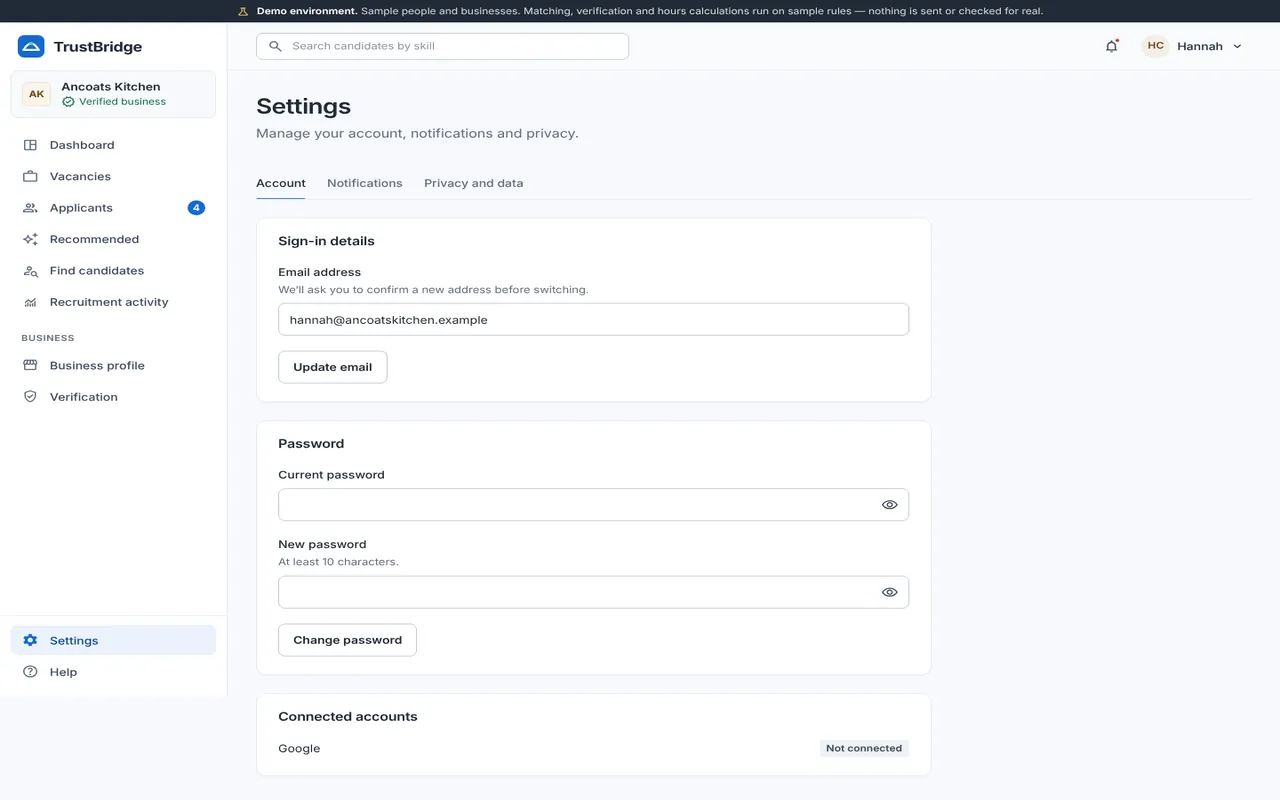 Demo environment. Sample people and businesses. Matching, verification and hours calculations run on sample rules — nothing is sent or checked for real.
TrustBridge
Search candidates by skill
HC Hannah
AK
Ancoats Kitchen
Verified business
Dashboard
Vacancies
Applicants 4
Recommended
Find candidates
Recruitment activity
BUSINESS
Business profile
Verification
Settings
Help
Settings
Manage your account, notifications and privacy.
Account Notifications Privacy and data
Sign-in details
Email address
We'll ask you to confirm a new address before switching.
hannah@ancoatskitchen.example
Update email
Password
Current password
New password
At least 10 characters.
Change password
Connected accounts
Google Not connected